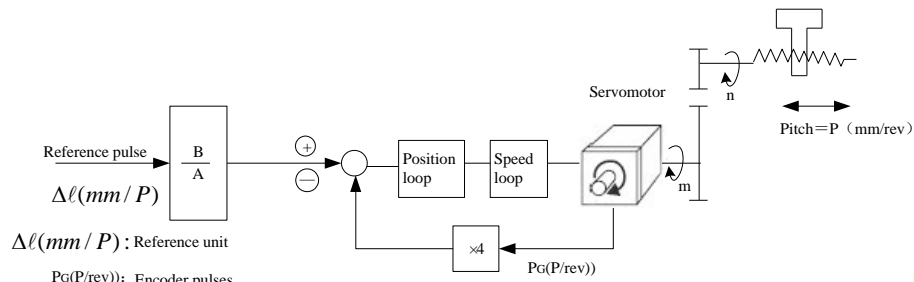 Servomotor
n
Pitch=P（mm/rev）
Reference pulse
B
A
+
−
Position
loop
Speed
loop
m
Δℓ(mm/P)
Δℓ(mm/P): Reference unit
×4
PG(P/rev))
PG(P/rev)): Encoder pulses